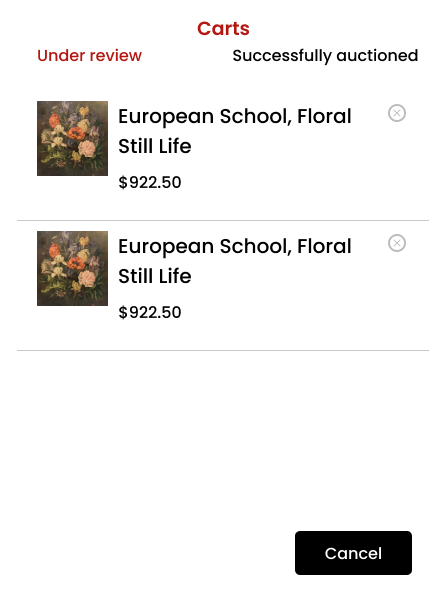 Carts
Under review
Successfully auctioned
European School, Floral
Still Life
$922.50
European School, Floral
Still Life
$922.50
Cancel